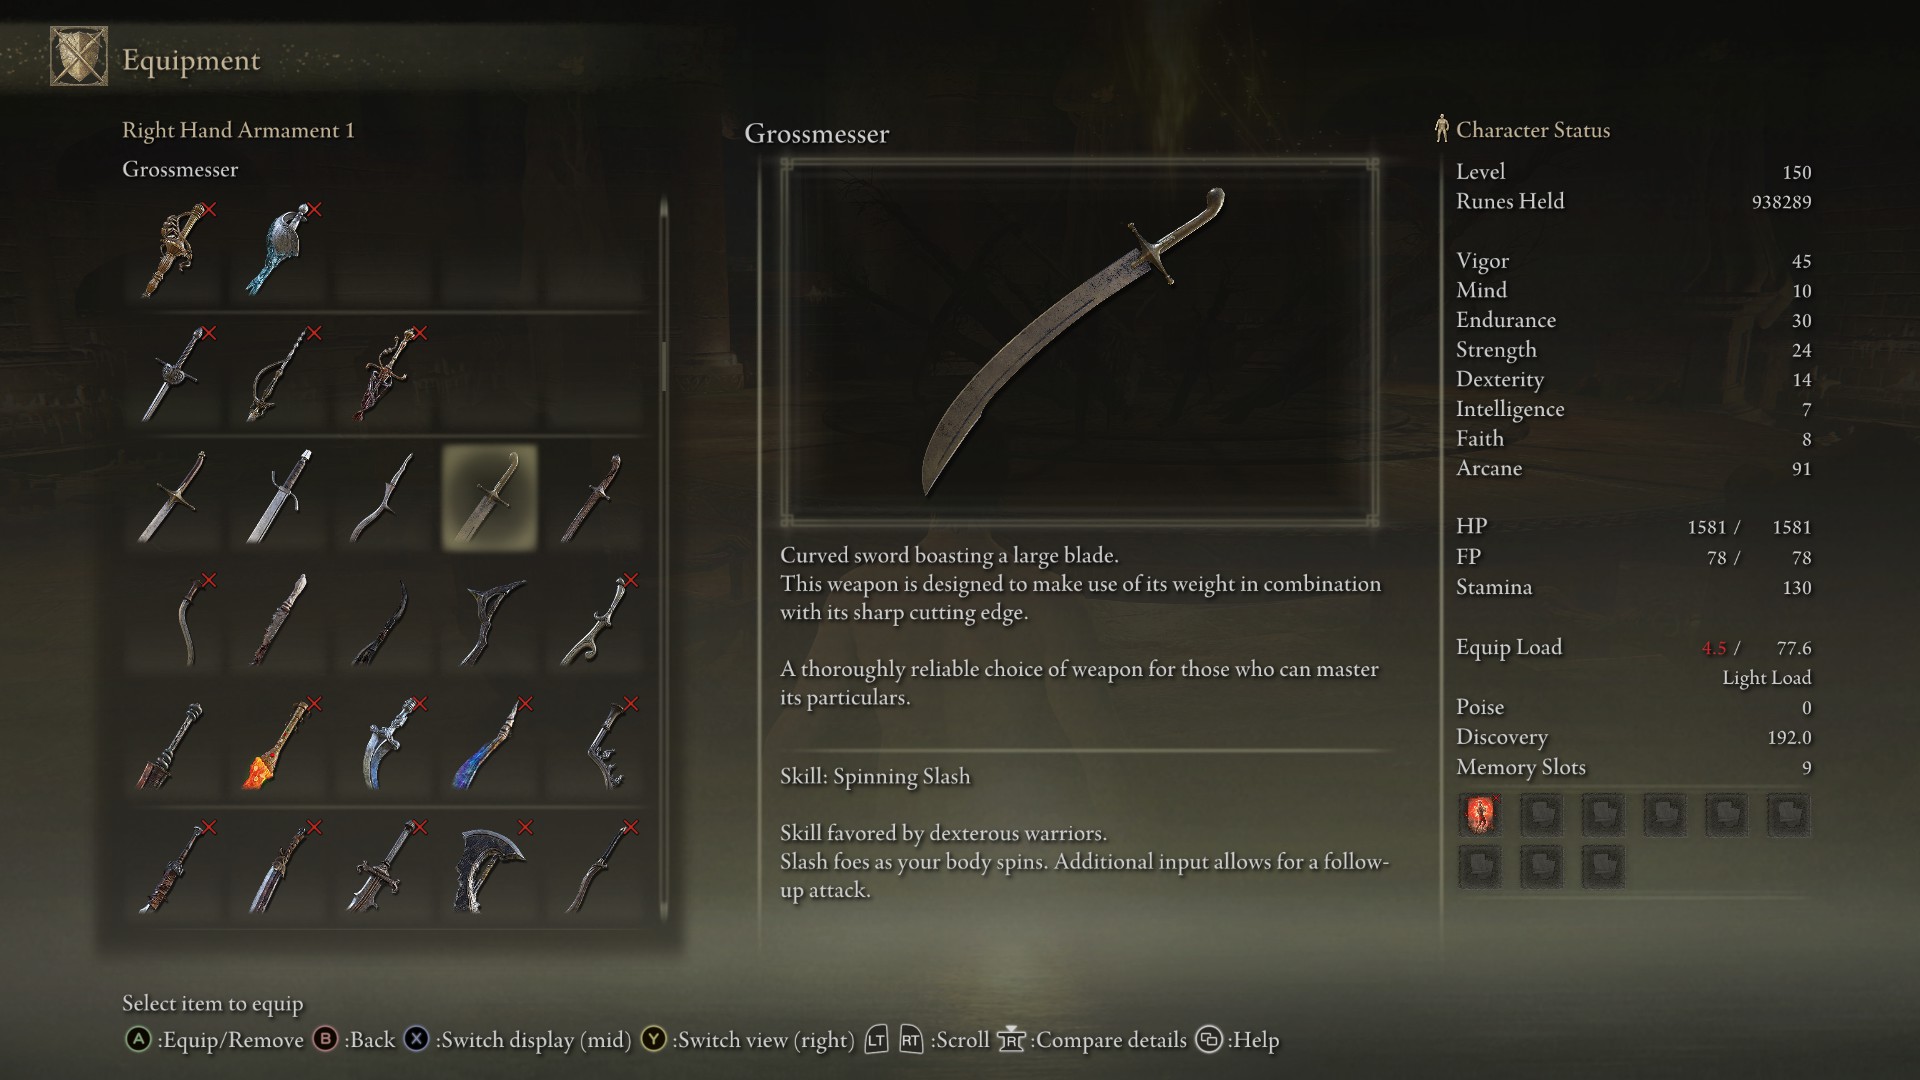 Equipment
Right Hand Armament 1
Grossmesser
Grossmesser
Curved sword boasting a large blade.
This weapon is designed to make use of its weight in combination
with its sharp cutting edge.
A thoroughly reliable choice of weapon for those who can master
its particulars.
Skill: Spinning Slash
Skill favored by dexterous warriors.
Slash foes as your body spins. Additional input allows for a follow-
up attack.
Character Status
Level 150
Runes Held 938289
Vigor 45
Mind 10
Endurance 30
Strength 24
Dexterity 14
Intelligence 7
Faith 8
Arcane 91
HP 1581 / 1581
FP 78 / 78
Stamina 130
Equip Load 4.5 / 77.6
Light Load
Poise 0
Discovery 192.0
Memory Slots 9
Select item to equip
A :Equip/Remove B :Back X :Switch display (mid) Y :Switch view (right) LT RT :Scroll R :Compare details :Help